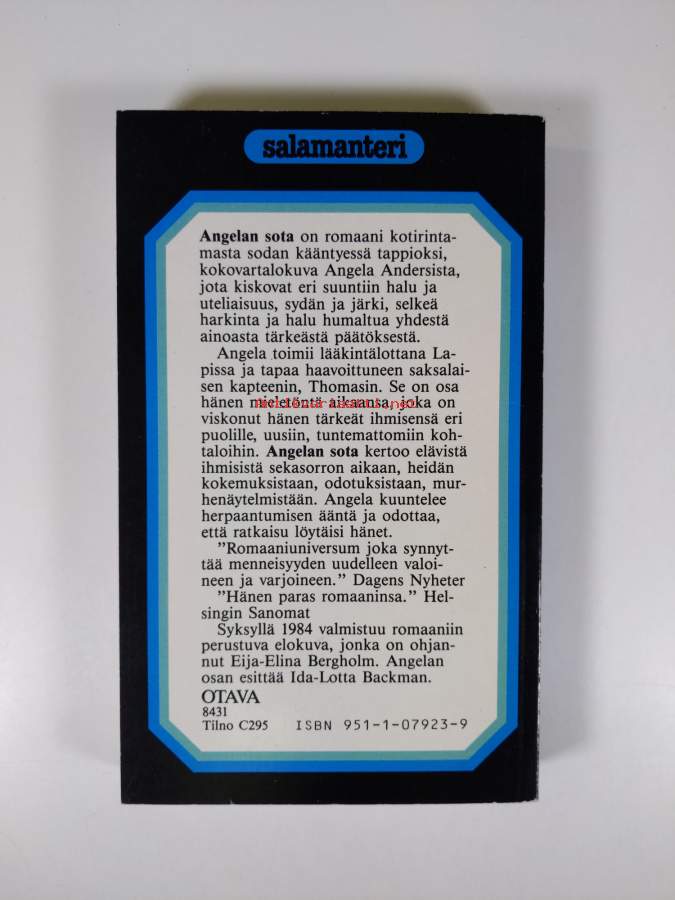 salamanteri
Angelan sota on romaani kotirinta-
masta sodan kääntyessä tappioksi,
kokovartalokuva Angela Andersista,
jota kiskovat eri suuntiin halu ja
uteliaisuus, sydän ja järki, selkeä
harkinta ja halu humaltua yhdestä
ainoasta tärkeästä päätöksestä.
Angela toimii lääkintälottana La-
pissa ja tapaa haavoittuneen saksalai-
sen kapteenin, Thomasin. Se on osa
hänen mieletöntä aikaansa, joka on
viskonut hänen tärkeät ihmisensä eri
puolille, uusiin, tuntemattomiin koh-
taloihin. Angelan sota kertoo elävistä
ihmisistä sekasorron aikaan, heidän
kokemuksistaan, odotuksistaan, mur-
henäytelmistään. Angela kuuntelee
herpaantumisen ääntä ja odottaa,
että ratkaisu löytäisi hänet.
”Romaaniuniversum joka synnyt-
tää menneisyyden uudelleen valoi-
neen ja varjoineen.” Dagens Nyheter
”Hänen paras romaaninsa.” Hel-
singin Sanomat
Syksyllä 1984 valmistuu romaaniin
perustuva elokuva, jonka on ohjan-
nut Eija-Elina Bergholm. Angelan
osan esittää Ida-Lotta Backman.
OTAVA
8431
Tilno C295 ISBN 951-1-07923-9